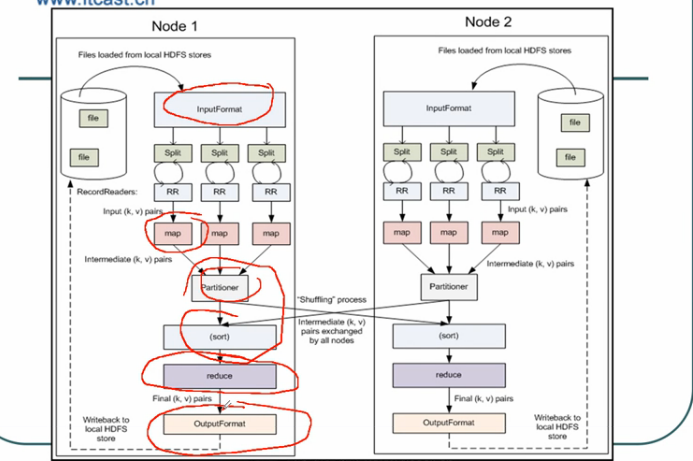 www.itcast.cn
Node 1
Files loaded from local HDFS stores
InputFormat
file
file
Split
Split
Split
RecordReaders:
RR
RR
RR
Input (k, v) pairs
map
map
map
Intermediate (k, v) pairs
Partitioner
(sort)
reduce
Final (k, v) pairs
OutputFormat
Writeback to
local HDFS
store
"Shuffling" process
Intermediate (k, v)
pairs exchanged
by all nodes
Node 2
Files loaded from local HDFS stores
InputFormat
file
file
Split
Split
Split
RR
RR
RR
Input (k, v) pairs
map
map
map
Intermediate (k, v) pairs
Partitioner
(sort)
reduce
Final (k, v) pairs
OutputFormat
Writeback to
local HDFS
store